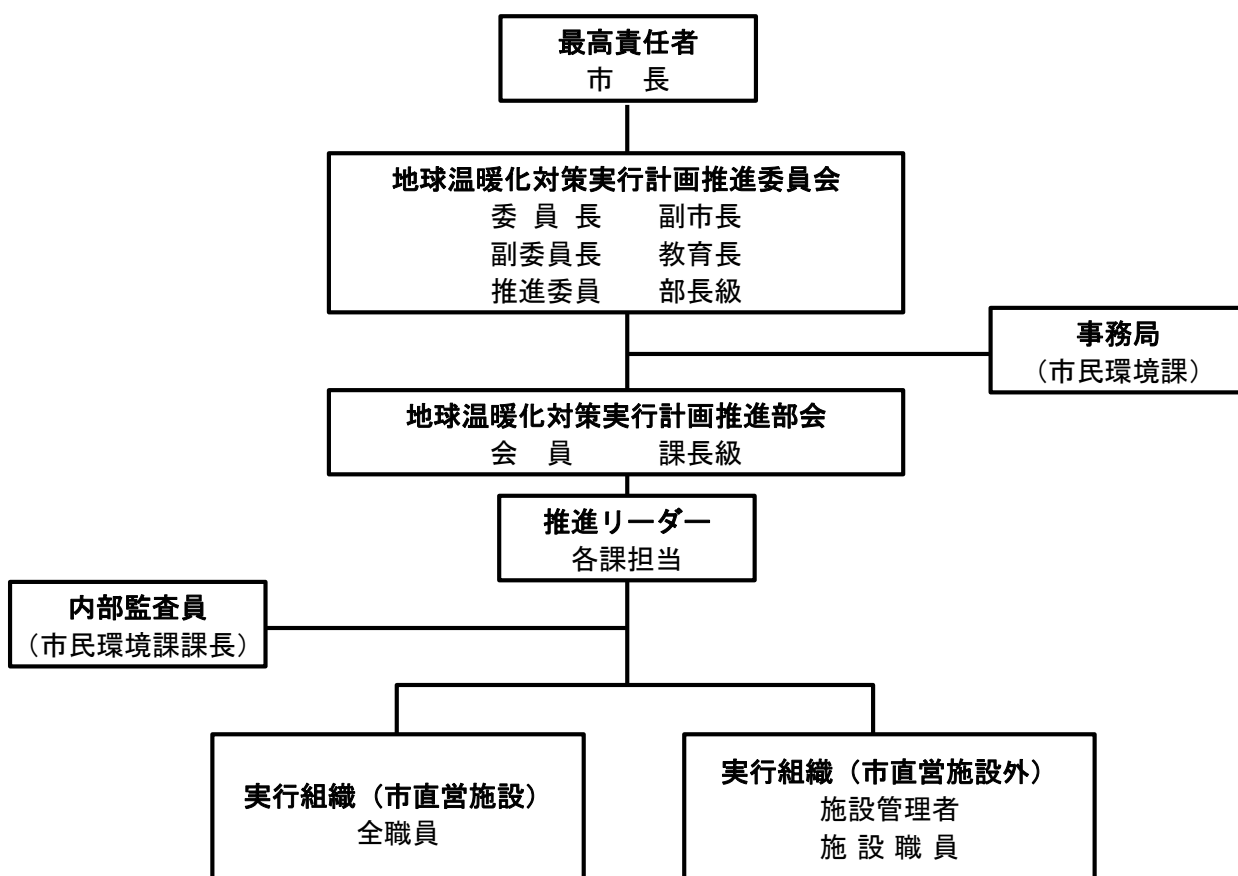 最高責任者
市　長
地球温暖化対策実行計画推進委員会
委 員 長　　副市長
副委員長　　教育長
推進委員　　部長級
事務局
（市民環境課）
地球温暖化対策実行計画推進部会
会　員　　　課長級
推進リーダー
各課担当
内部監査員
（市民環境課課長）
実行組織（市直営施設）
全職員
実行組織（市直営施設外）
施設管理者
施 設 職 員